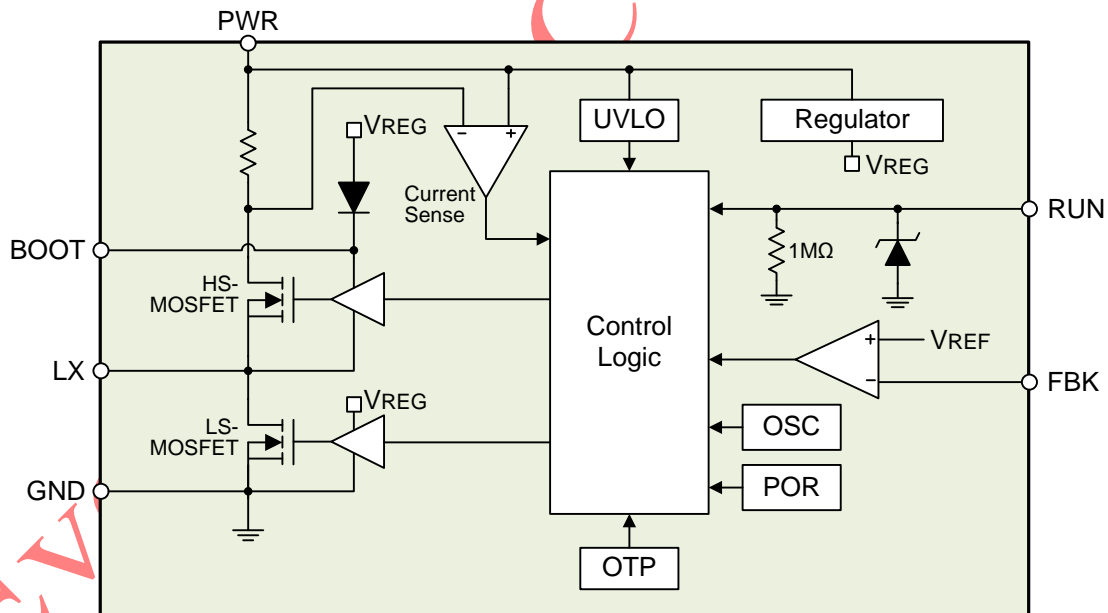 PWR
UVLO
Regulator
VREG
VREG
- +
Current
Sense
RUN
BOOT
1MΩ
HS-
MOSFET
Control
Logic
+
VREF
LX
-
FBK
VREG
LS-
MOSFET
OSC
GND
POR
OTP